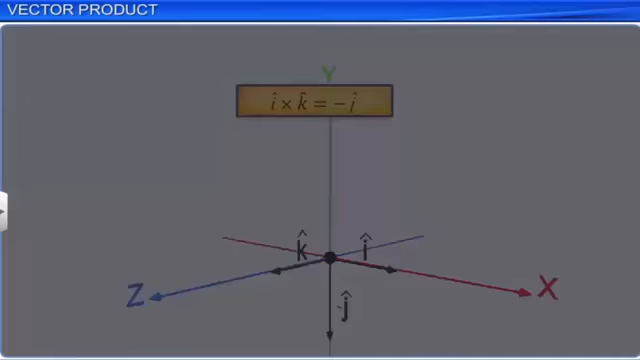 VECTOR PRODUCT
Y
î × k̂ = − ĵ
k̂
î
Z
X
ĵ